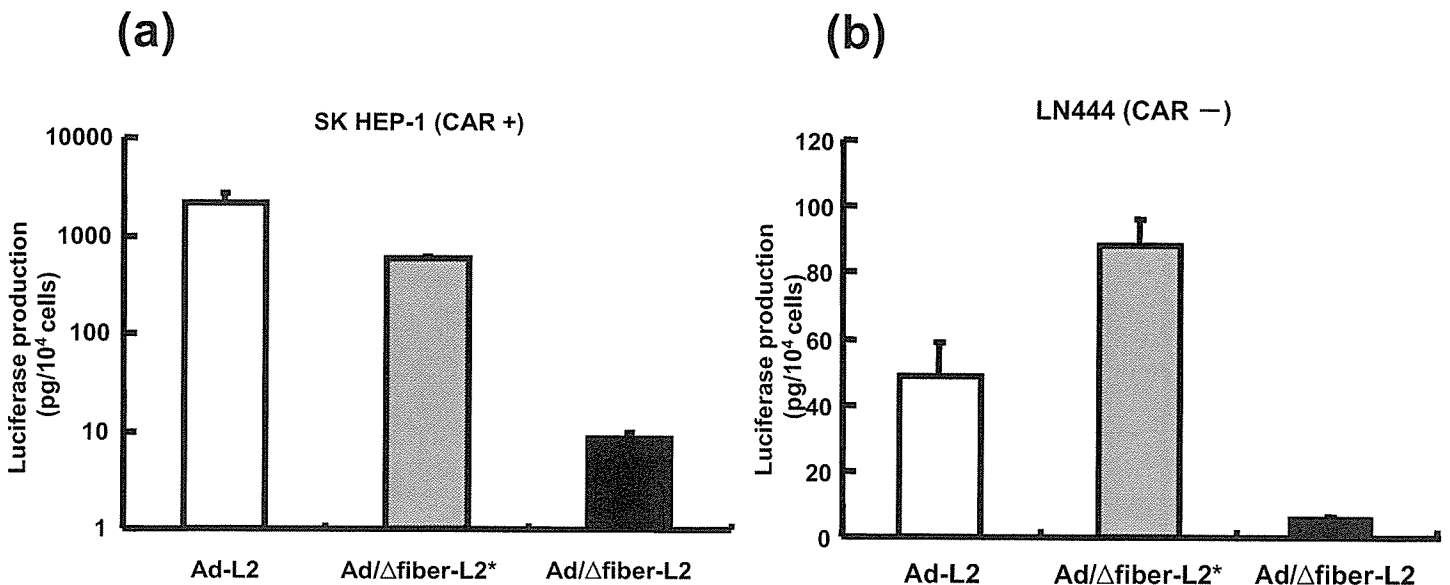 (a)
SK HEP-1 (CAR +)
Luciferase production
(pg/10⁴ cells)
10000
1000
100
10
1
Ad-L2
Ad/Δfiber-L2*
Ad/Δfiber-L2
(b)
LN444 (CAR −)
Luciferase production
(pg/10⁴ cells)
120
100
80
60
40
20
0
Ad-L2
Ad/Δfiber-L2*
Ad/Δfiber-L2